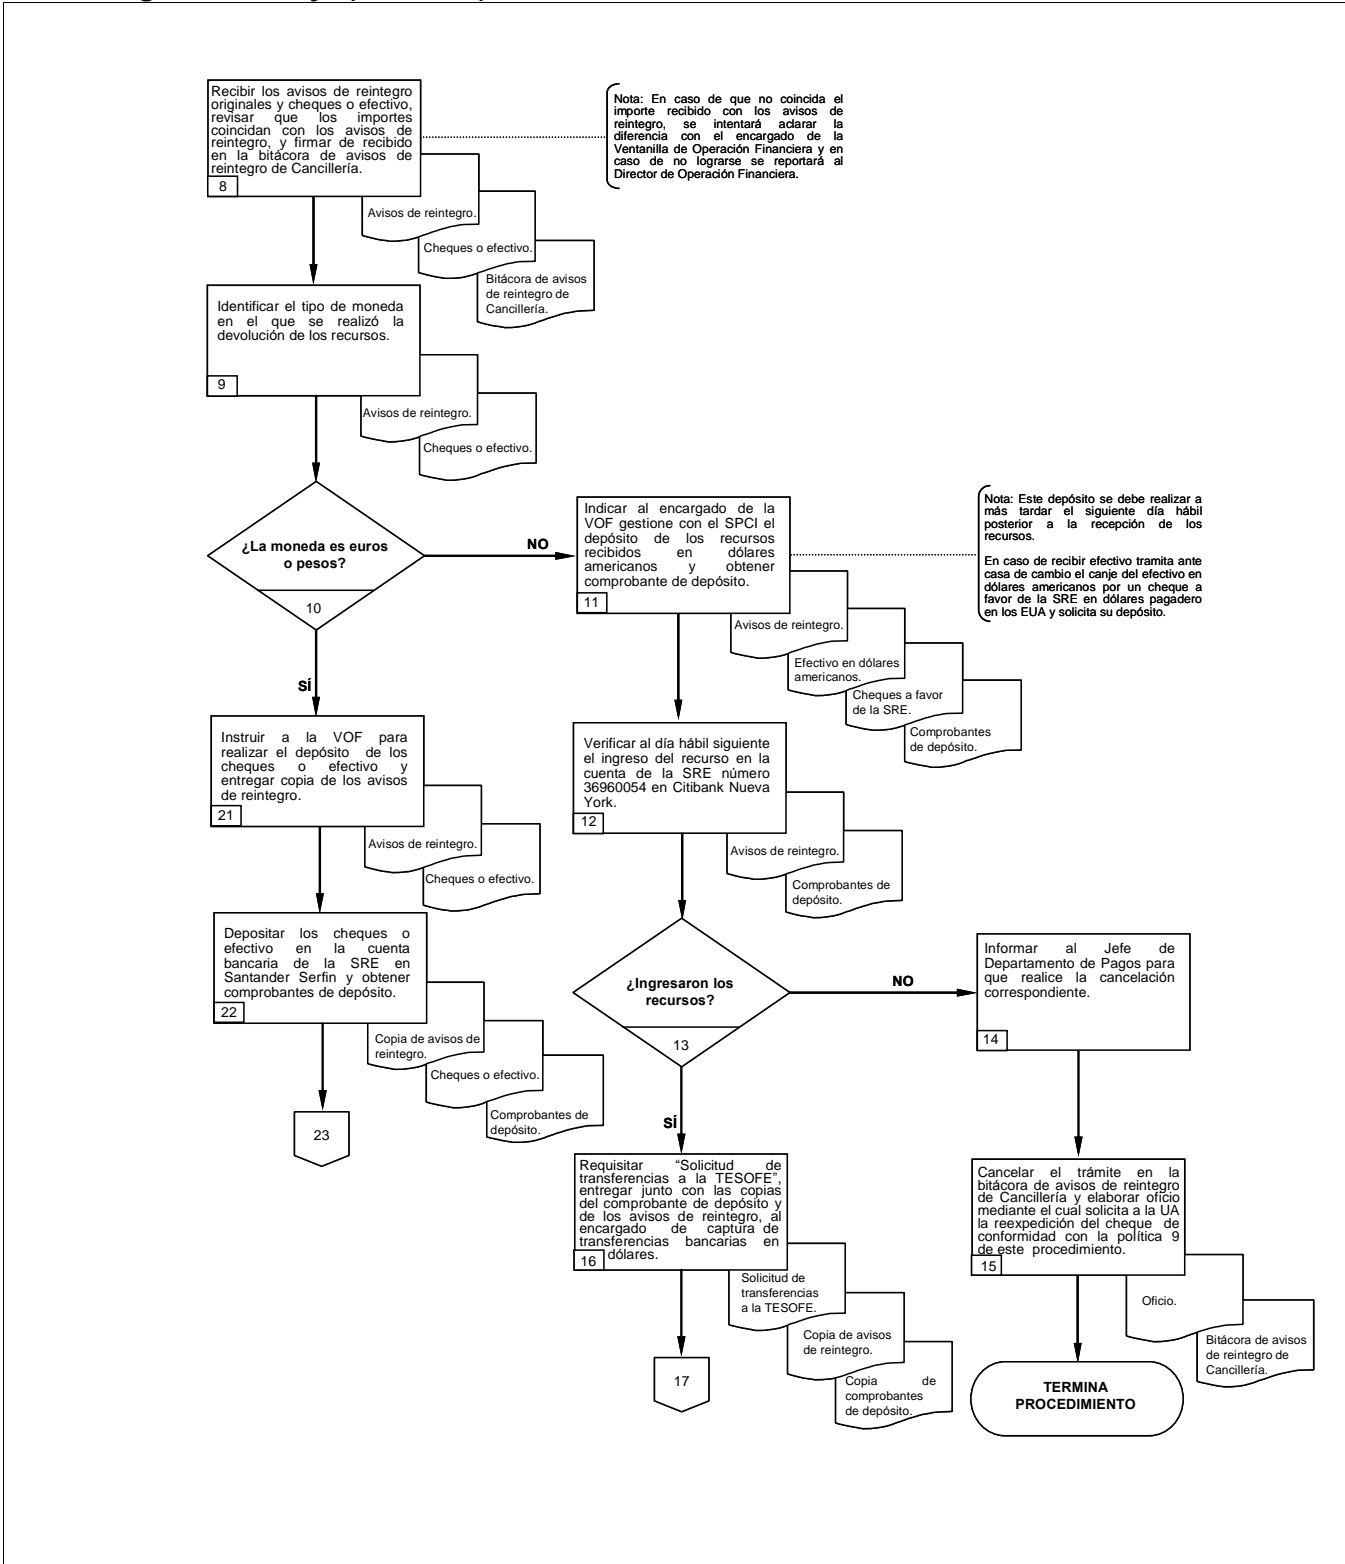 Recibir los avisos de reintegro
originales y cheques o efectivo,
revisar que los importes
coincidan con los avisos de
reintegro, y firmar de recibido
en la bitácora de avisos de
reintegro de Cancillería.
8
Nota: En caso de que no coincida el
importe recibido con los avisos de
reintegro, se intentará aclarar la
diferencia con el encargado de la
Ventanilla de Operación Financiera y en
caso de no lograrse se reportará al
Director de Operación Financiera.
Avisos de reintegro.
Cheques o efectivo.
Bitácora de avisos
de reintegro de
Cancillería.
Identificar el tipo de moneda
en el que se realizó la
devolución de los recursos.
9
Avisos de reintegro.
Cheques o efectivo.
¿La moneda es euros
o pesos?
10
NO
SÍ
Indicar al encargado de la
VOF gestione con el SPCI el
depósito de los recursos
recibidos en dólares
americanos y obtener
comprobante de depósito.
11
Nota: Este depósito se debe realizar a
más tardar el siguiente día hábil
posterior a la recepción de los
recursos.
En caso de recibir efectivo tramita ante
casa de cambio el canje del efectivo en
dólares americanos por un cheque a
favor de la SRE en dólares pagadero
en los EUA y solicita su depósito.
Avisos de reintegro.
Efectivo en dólares
americanos.
Cheques a favor
de la SRE.
Comprobantes
de depósito.
Instruir a la VOF para
realizar el depósito de los
cheques o efectivo y
entregar copia de los avisos
de reintegro.
21
Avisos de reintegro.
Cheques o efectivo.
Verificar al día hábil siguiente
el ingreso del recurso en la
cuenta de la SRE número
36960054 en Citibank Nueva
York.
12
Avisos de reintegro.
Comprobantes de
depósito.
Depositar los cheques o
efectivo en la cuenta
bancaria de la SRE en
Santander Serfin y obtener
comprobantes de depósito.
22
Copia de avisos de
reintegro.
Cheques o efectivo.
Comprobantes de
depósito.
23
¿Ingresaron los
recursos?
13
NO
SÍ
Informar al Jefe de
Departamento de Pagos para
que realice la cancelación
correspondiente.
14
Requisitar “Solicitud de
transferencias a la TESOFE”,
entregar junto con las copias
del comprobante de depósito y
de los avisos de reintegro, al
encargado de captura de
transferencias bancarias en
dólares.
16
Solicitud de
transferencias
a la TESOFE.
Copia de avisos
de reintegro.
Copia de
comprobantes
de depósito.
17
Cancelar el trámite en la
bitácora de avisos de reintegro
de Cancillería y elaborar oficio
mediante el cual solicita a la UA
la reexpedición del cheque de
conformidad con la política 9
de este procedimiento.
15
Oficio.
Bitácora de avisos
de reintegro de
Cancillería.
TERMINA
PROCEDIMIENTO